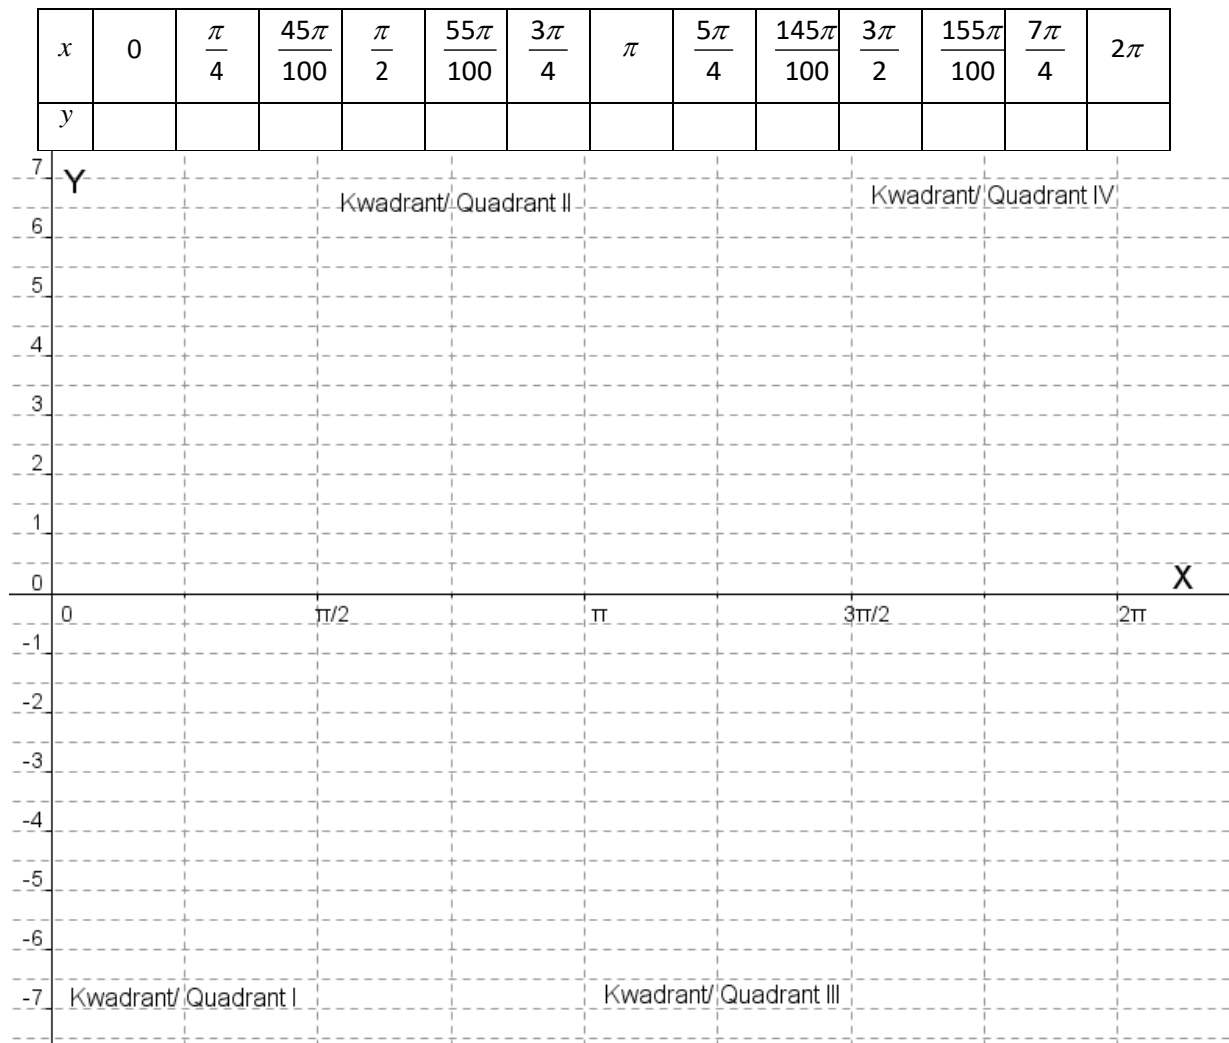 x 0 π/4 45π/100 π/2 55π/100 3π/4 π 5π/4 145π/100 3π/2 155π/100 7π/4 2π
y
7
Y
Kwadrant/ Quadrant II
Kwadrant/ Quadrant IV
6
5
4
3
2
1
0
X
0 π/2 π 3π/2 2π
-1
-2
-3
-4
-5
-6
-7
Kwadrant/ Quadrant I
Kwadrant/ Quadrant III